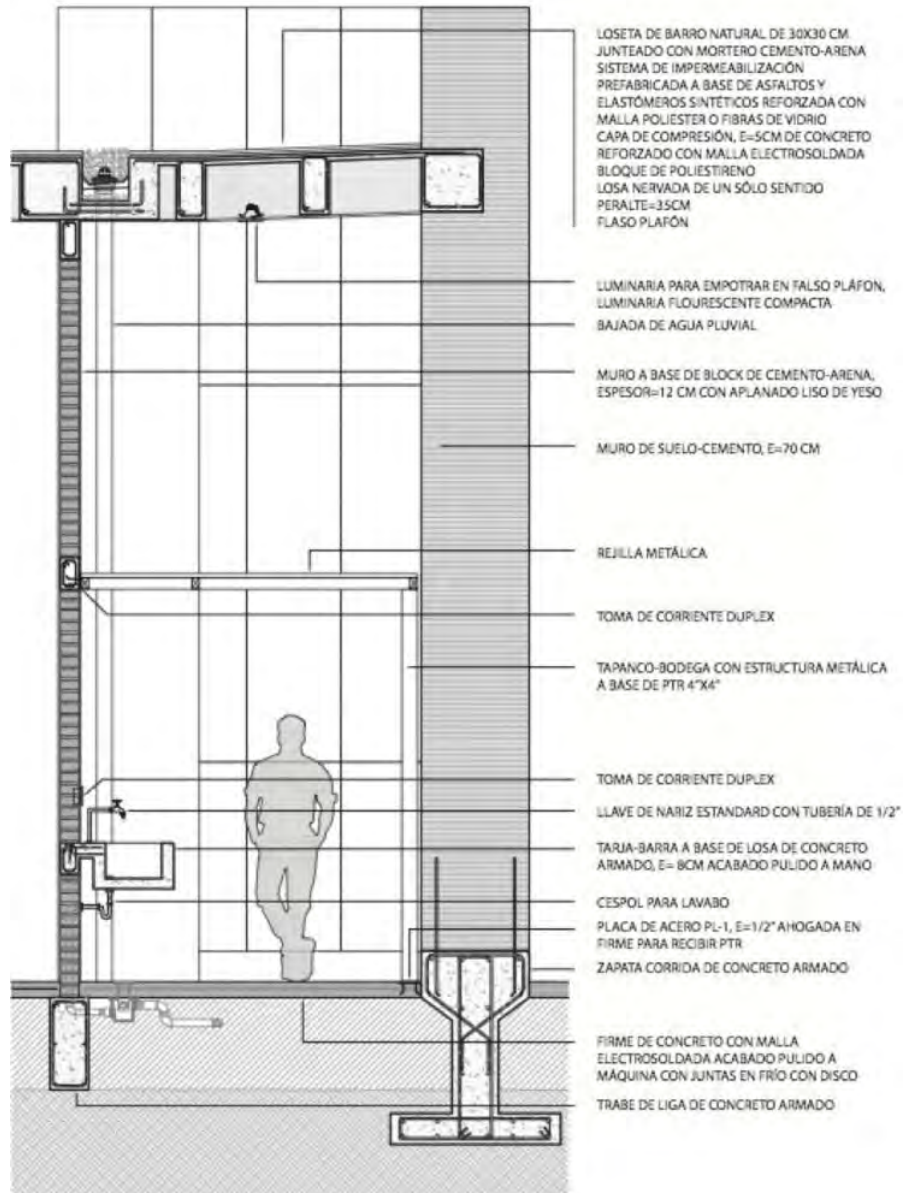 LOSETA DE BARRO NATURAL DE 30X30 CM
JUNTEADO CON MORTERO CEMENTO-ARENA
SISTEMA DE IMPERMEABILIZACIÓN
PREFABRICADA A BASE DE ASFALTOS Y
ELASTÓMEROS SINTÉTICOS REFORZADA CON
MALLA POLIESTER O FIBRAS DE VIDRIO
CAPA DE COMPRESIÓN, E=5CM DE CONCRETO
REFORZADO CON MALLA ELECTROSOLDADA
BLOQUE DE POLIESTIRENO
LOSA NERVADA DE UN SÓLO SENTIDO
PERALTE=35CM
FLASO PLAFÓN
LUMINARIA PARA EMPOTRAR EN FALSO PLÁFON,
LUMINARIA FLOURESCENTE COMPACTA
BAJADA DE AGUA PLUVIAL
MURO A BASE DE BLOCK DE CEMENTO-ARENA,
ESPESOR=12 CM CON APLANADO LISO DE YESO
MURO DE SUELO-CEMENTO, E=70 CM
REJILLA METÁLICA
TOMA DE CORRIENTE DUPLEX
TAPANCO-BODEGA CON ESTRUCTURA METÁLICA
A BASE DE PTR 4"X4"
TOMA DE CORRIENTE DUPLEX
LLAVE DE NARIZ ESTANDARD CON TUBERÍA DE 1/2"
TARJA-BARRA A BASE DE LOSA DE CONCRETO
ARMADO, E= 8CM ACABADO PULIDO A MANO
CESPOL PARA LAVABO
PLACA DE ACERO PL-1, E=1/2" AHOGADA EN
FIRME PARA RECIBIR PTR
ZAPATA CORRIDA DE CONCRETO ARMADO
FIRME DE CONCRETO CON MALLA
ELECTROSOLDADA ACABADO PULIDO A
MÁQUINA CON JUNTAS EN FRÍO CON DISCO
TRABE DE LIGA DE CONCRETO ARMADO